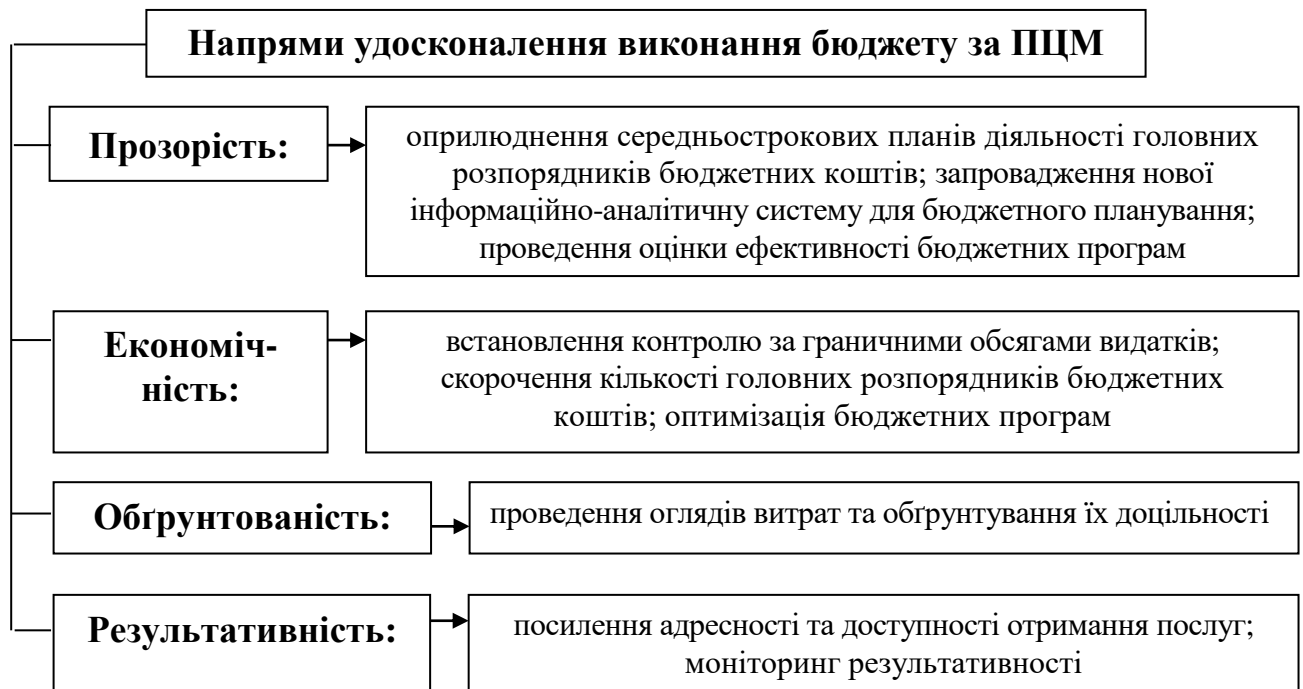 Напрями удосконалення виконання бюджету за ПЦМ
Прозорість:
оприлюднення середньострокових планів діяльності головних
розпорядників бюджетних коштів; запровадження нової
інформаційно-аналітичну систему для бюджетного планування;
проведення оцінки ефективності бюджетних програм
Економіч-
ність:
встановлення контролю за граничними обсягами видатків;
скорочення кількості головних розпорядників бюджетних
коштів; оптимізація бюджетних програм
Обґрунтованість:
проведення оглядів витрат та обґрунтування їх доцільності
Результативність:
посилення адресності та доступності отримання послуг;
моніторинг результативності